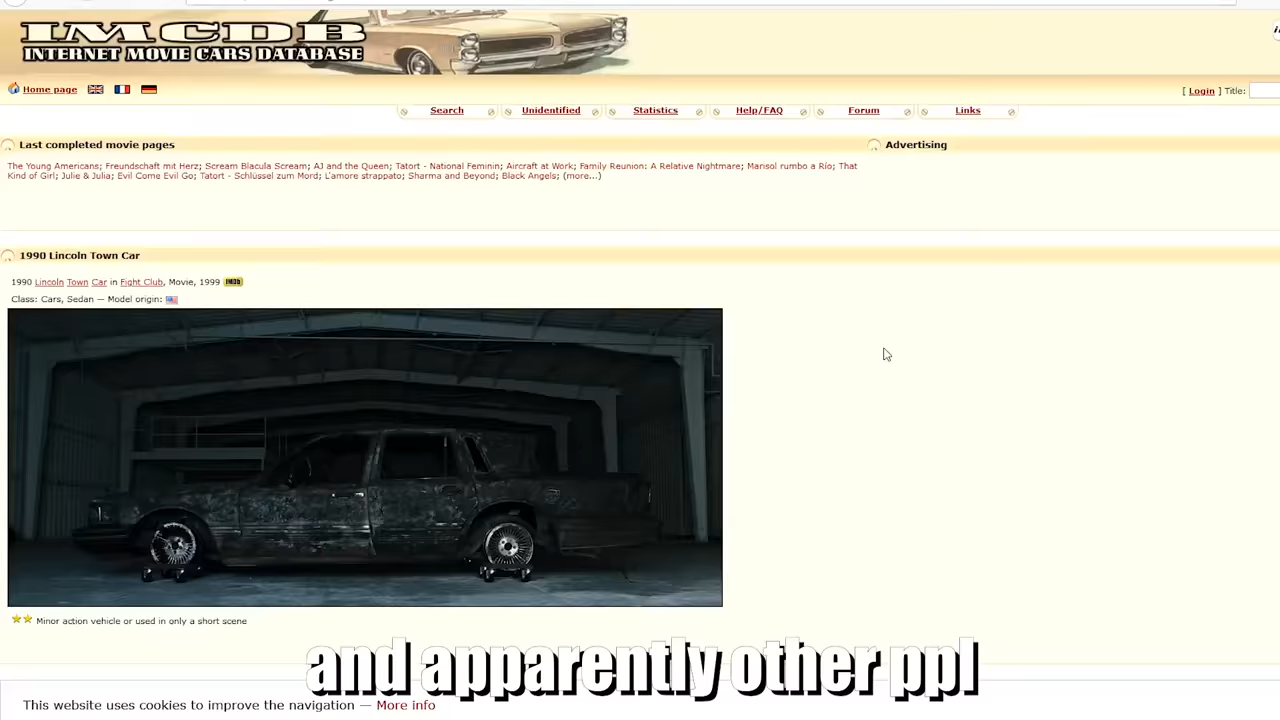 IMCDB
INTERNET MOVIE CARS DATABASE
Home page
[ Login ] Title:
Search
Unidentified
Statistics
Help/FAQ
Forum
Links
Last completed movie pages
The Young Americans; Freundschaft mit Herz; Scream Blacula Scream; AJ and the Queen; Tatort - National Feminin; Aircraft at Work; Family Reunion: A Relative Nightmare; Marisol rumbo a Río; That
Kind of Girl; Julie & Julia; Evil Come Evil Go; Tatort - Schlüssel zum Mord; L'amore strappato; Sharma and Beyond; Black Angels; (more...)
Advertising
1990 Lincoln Town Car
1990 Lincoln Town Car in Fight Club, Movie, 1999 IMDb
Class: Cars, Sedan — Model origin:
Minor action vehicle or used in only a short scene
and apparently other ppl
This website uses cookies to improve the navigation — More info